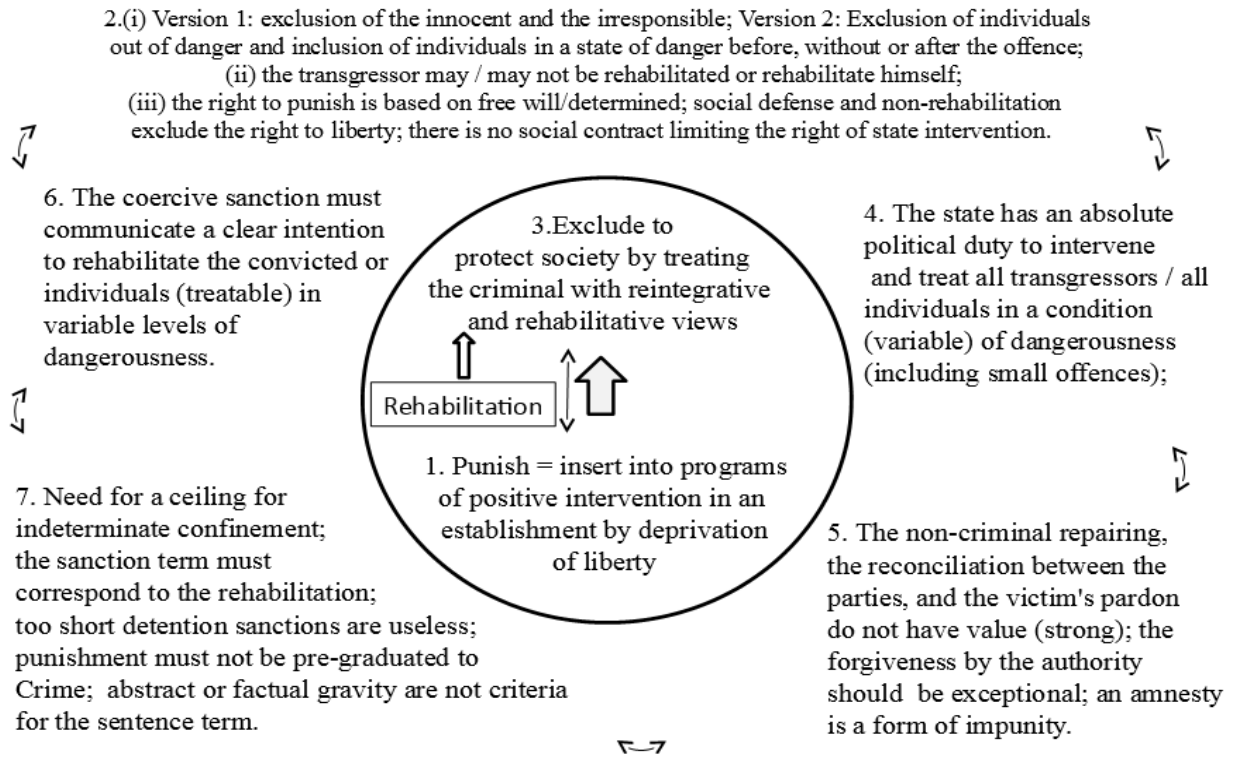 2.(i) Version 1: exclusion of the innocent and the irresponsible; Version 2: Exclusion of individuals
out of danger and inclusion of individuals in a state of danger before, without or after the offence;
(ii) the transgressor may / may not be rehabilitated or rehabilitate himself;
(iii) the right to punish is based on free will/determined; social defense and non-rehabilitation
exclude the right to liberty; there is no social contract limiting the right of state intervention.
6. The coercive sanction must
communicate a clear intention
to rehabilitate the convicted or
individuals (treatable) in
variable levels of
dangerousness.
3.Exclude to
protect society by treating
the criminal with reintegrative
and rehabilitative views
Rehabilitation
1. Punish = insert into programs
of positive intervention in an
establishment by deprivation
of liberty
4. The state has an absolute
political duty to intervene
and treat all transgressors / all
individuals in a condition
(variable) of dangerousness
(including small offences);
7. Need for a ceiling for
indeterminate confinement;
the sanction term must
correspond to the rehabilitation;
too short detention sanctions are useless;
punishment must not be pre-graduated to
Crime; abstract or factual gravity are not criteria
for the sentence term.
5. The non-criminal repairing,
the reconciliation between the
parties, and the victim's pardon
do not have value (strong); the
forgiveness by the authority
should be exceptional; an amnesty
is a form of impunity.